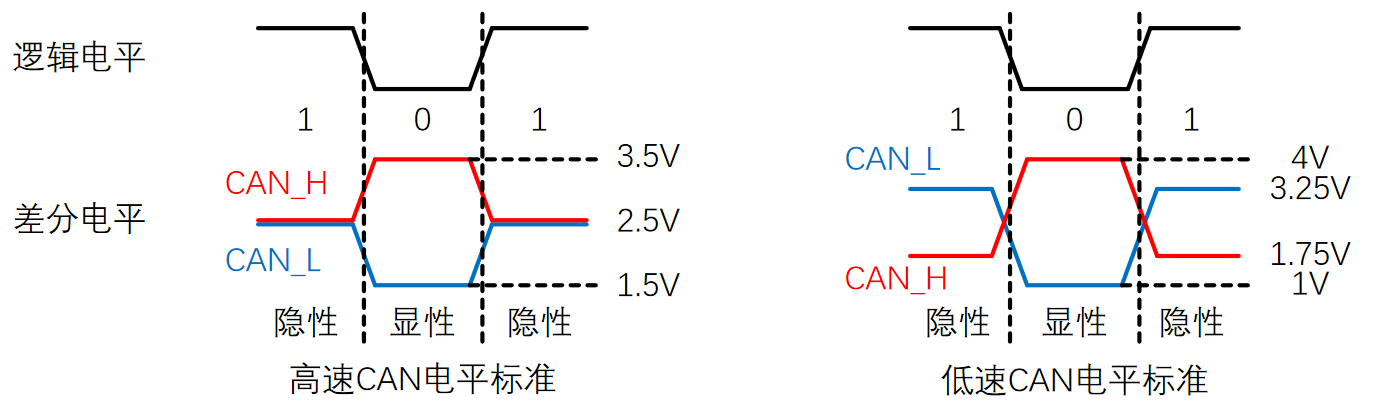 逻辑电平
1 0 1
1 0 1
差分电平
CAN_H
CAN_L
3.5V
2.5V
1.5V
隐性 显性 隐性
高速CAN电平标准
CAN_L
CAN_H
4V
3.25V
1.75V
1V
隐性 显性 隐性
低速CAN电平标准